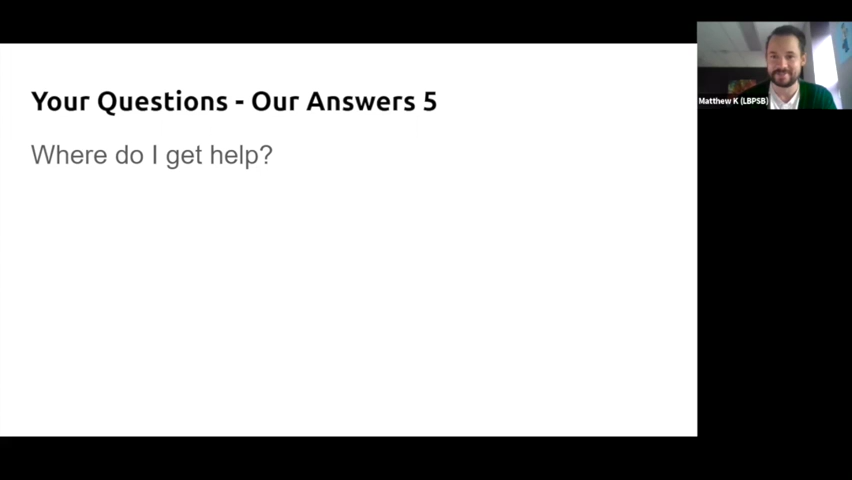 Your Questions - Our Answers 5
Where do I get help?
Matthew K (LBPSB)